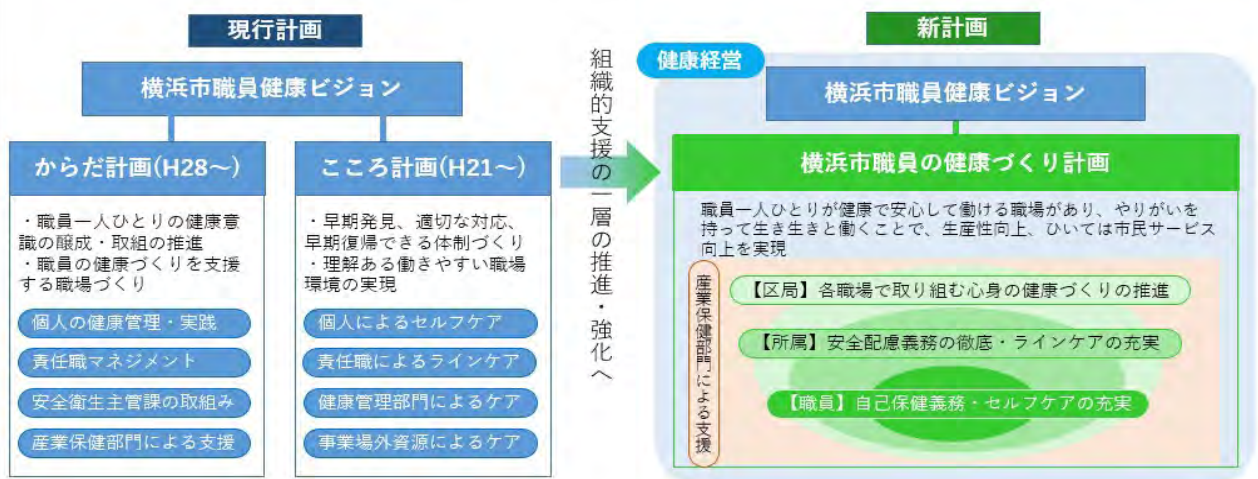 現行計画
横浜市職員健康ビジョン
からだ計画(H28～)
・職員一人ひとりの健康意
識の醸成・取組の推進
・職員の健康づくりを支援
する職場づくり
個人の健康管理・実践
責任職マネジメント
安全衛生主管課の取組み
産業保健部門による支援
こころ計画(H21～)
・早期発見、適切な対応、
早期復帰できる体制づくり
・理解ある働きやすい職場
環境の実現
個人によるセルフケア
責任職によるラインケア
健康管理部門によるケア
事業場外資源によるケア
組織的支援の一層の推進・強化へ
新計画
健康経営
横浜市職員健康ビジョン
横浜市職員の健康づくり計画
職員一人ひとりが健康で安心して働ける職場があり、やりがいを
持って生き生きと働くことで、生産性向上、ひいては市民サービス
向上を実現
産業保健部門による支援
【区局】各職場で取り組む心身の健康づくりの推進
【所属】安全配慮義務の徹底・ラインケアの充実
【職員】自己保健義務・セルフケアの充実